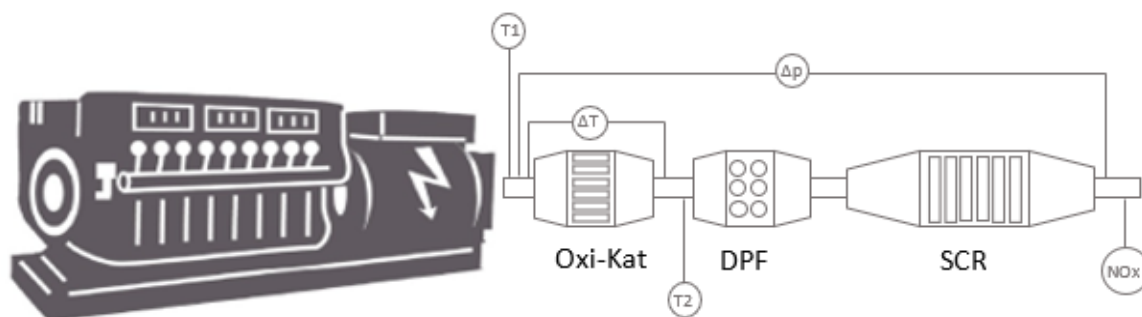 T1
Δp
ΔT
Oxi-Kat
DPF
SCR
T2
NOx